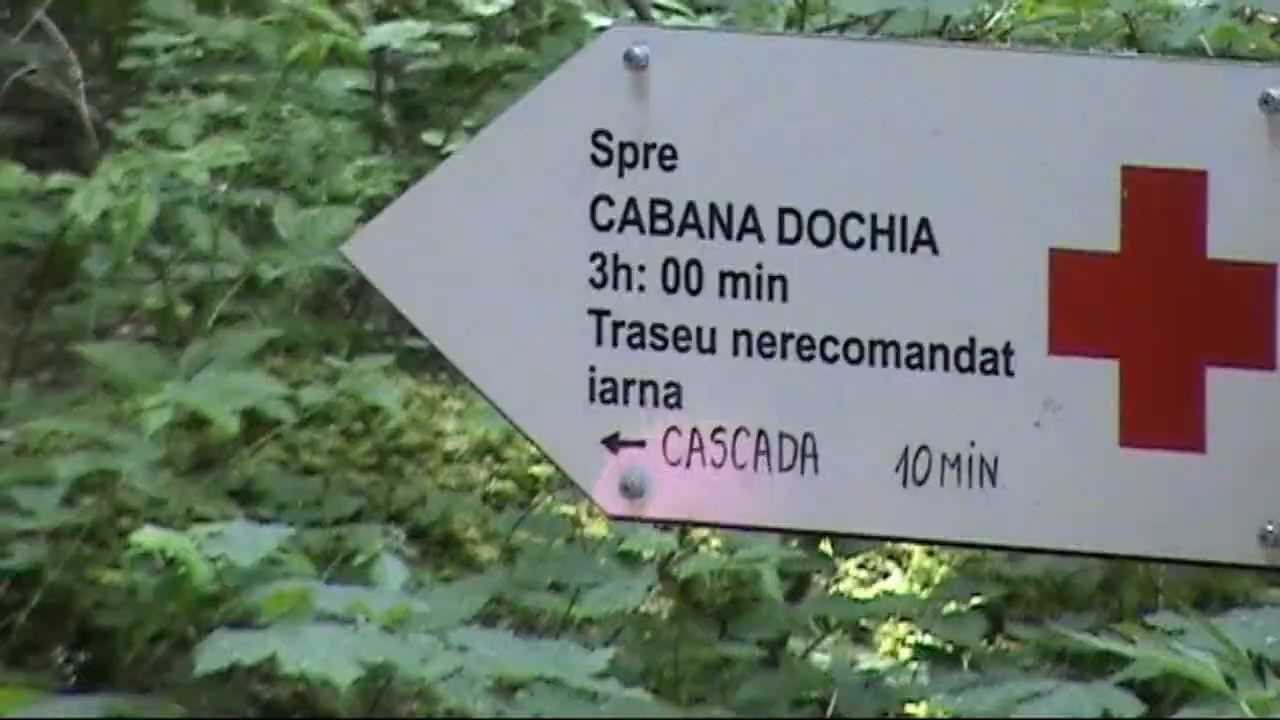 Spre
CABANA DOCHIA
3h: 00 min
Traseu nerecomandat
iarna
← CASCADA 10 MiN